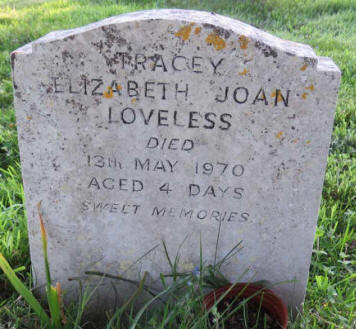 TRACEY
ELIZABETH JOAN
LOVELESS
DIED
13TH MAY 1970
AGED 4 DAYS
SWEET MEMORIES